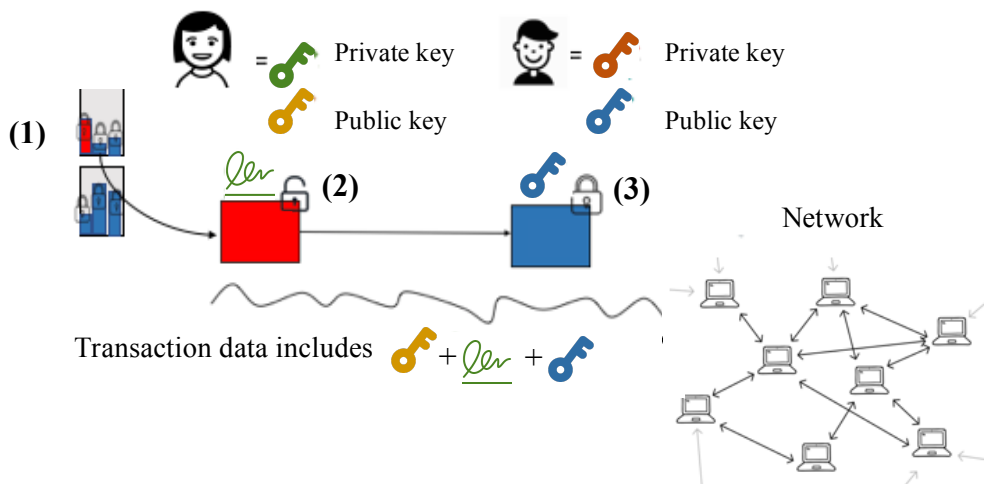 Private key
Private key
Public key
Public key
(1)
(2)
(3)
Network
Transaction data includes + +